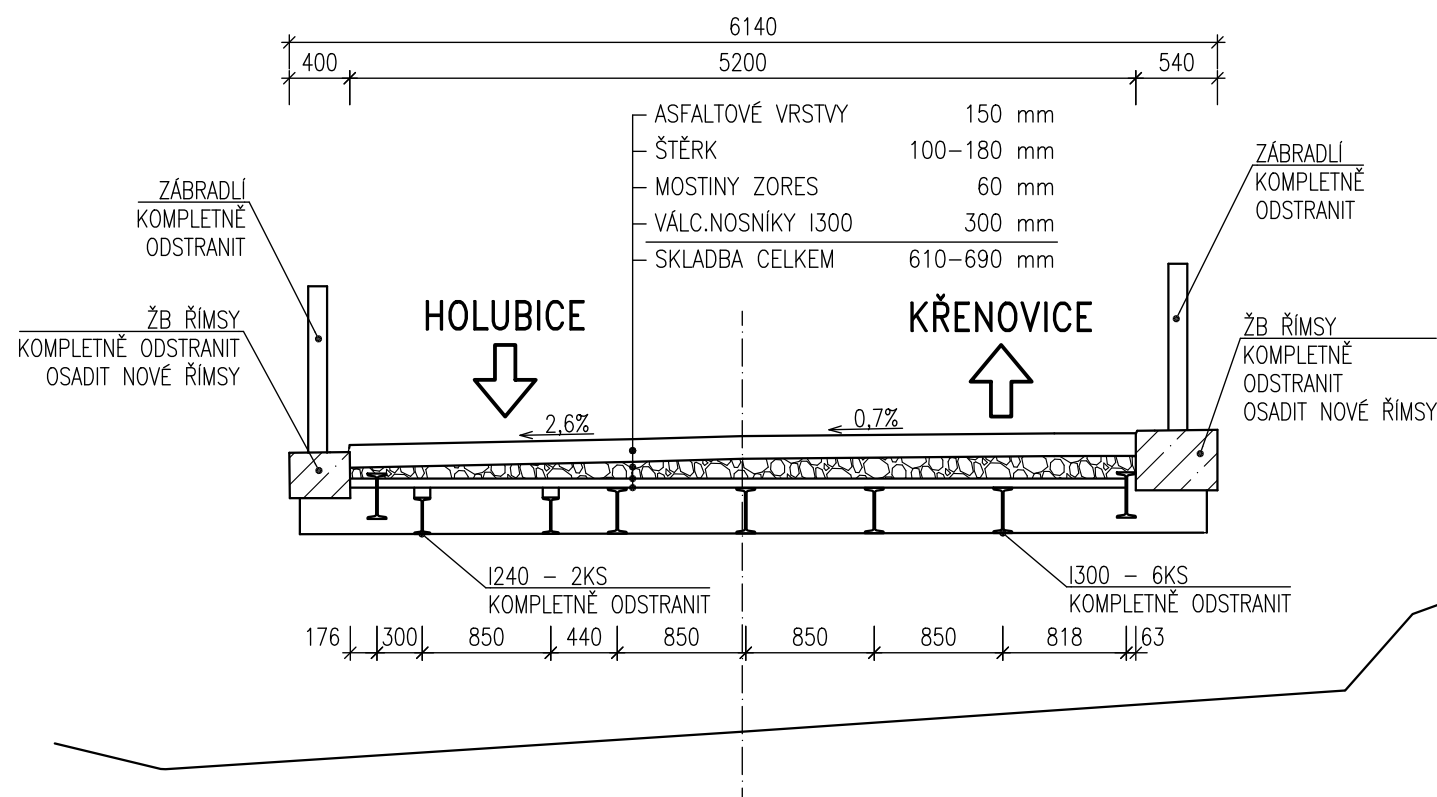 6140
400
5200
540
ASFALTOVÉ VRSTVY 150 mm
ŠTĚRK 100-180 mm
MOSTINY ZORES 60 mm
VÁLC.NOSNÍKY I300 300 mm
SKLADBA CELKEM 610-690 mm
ZÁBRADLÍ
KOMPLETNĚ
ODSTRANIT
ZÁBRADLÍ
KOMPLETNĚ
ODSTRANIT
ŽB ŘÍMSY
KOMPLETNĚ ODSTRANIT
OSADIT NOVÉ ŘÍMSY
HOLUBICE
KŘENOVICE
ŽB ŘÍMSY
KOMPLETNĚ
ODSTRANIT
OSADIT NOVÉ ŘÍMSY
2,6%
0,7%
I240 - 2KS
KOMPLETNĚ ODSTRANIT
I300 - 6KS
KOMPLETNĚ ODSTRANIT
176 300 850 440 850 850 850 818 63